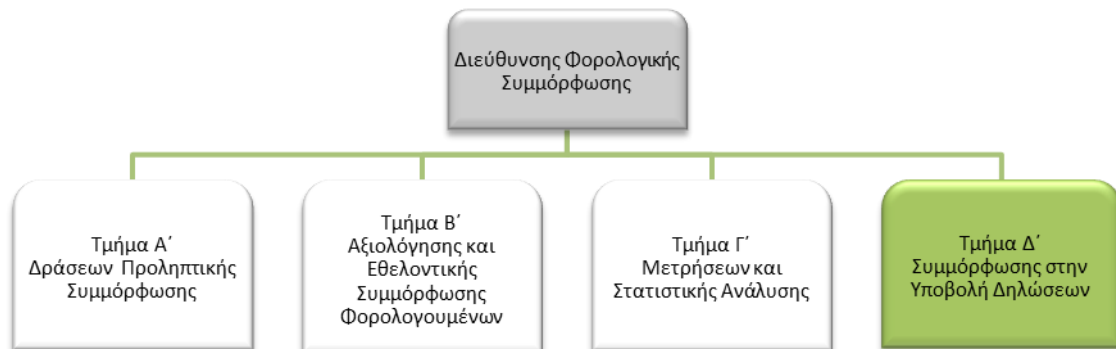 Διεύθυνσης Φορολογικής
Συμμόρφωσης
Τμήμα Α΄
Δράσεων Προληπτικής
Συμμόρφωσης
Τμήμα Β΄
Αξιολόγησης και
Εθελοντικής
Συμμόρφωσης
Φορολογουμένων
Τμήμα Γ΄
Μετρήσεων και
Στατιστικής Ανάλυσης
Τμήμα Δ΄
Συμμόρφωσης στην
Υποβολή Δηλώσεων